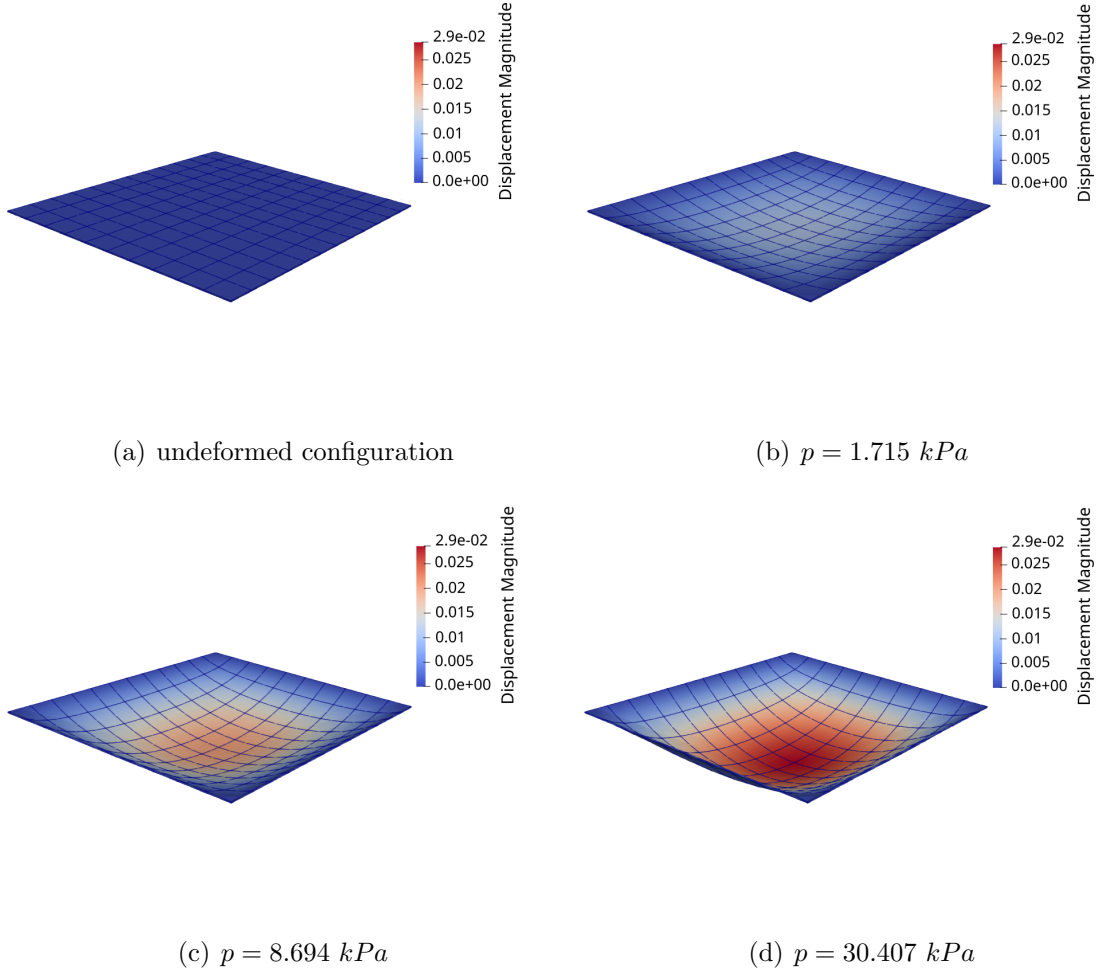 2.9e-02
0.025
0.02
0.015
0.01
0.005
0.0e+00
Displacement Magnitude
2.9e-02
0.025
0.02
0.015
0.01
0.005
0.0e+00
Displacement Magnitude
(a) undeformed configuration
(b) p = 1.715 kPa
2.9e-02
0.025
0.02
0.015
0.01
0.005
0.0e+00
Displacement Magnitude
2.9e-02
0.025
0.02
0.015
0.01
0.005
0.0e+00
Displacement Magnitude
(c) p = 8.694 kPa
(d) p = 30.407 kPa